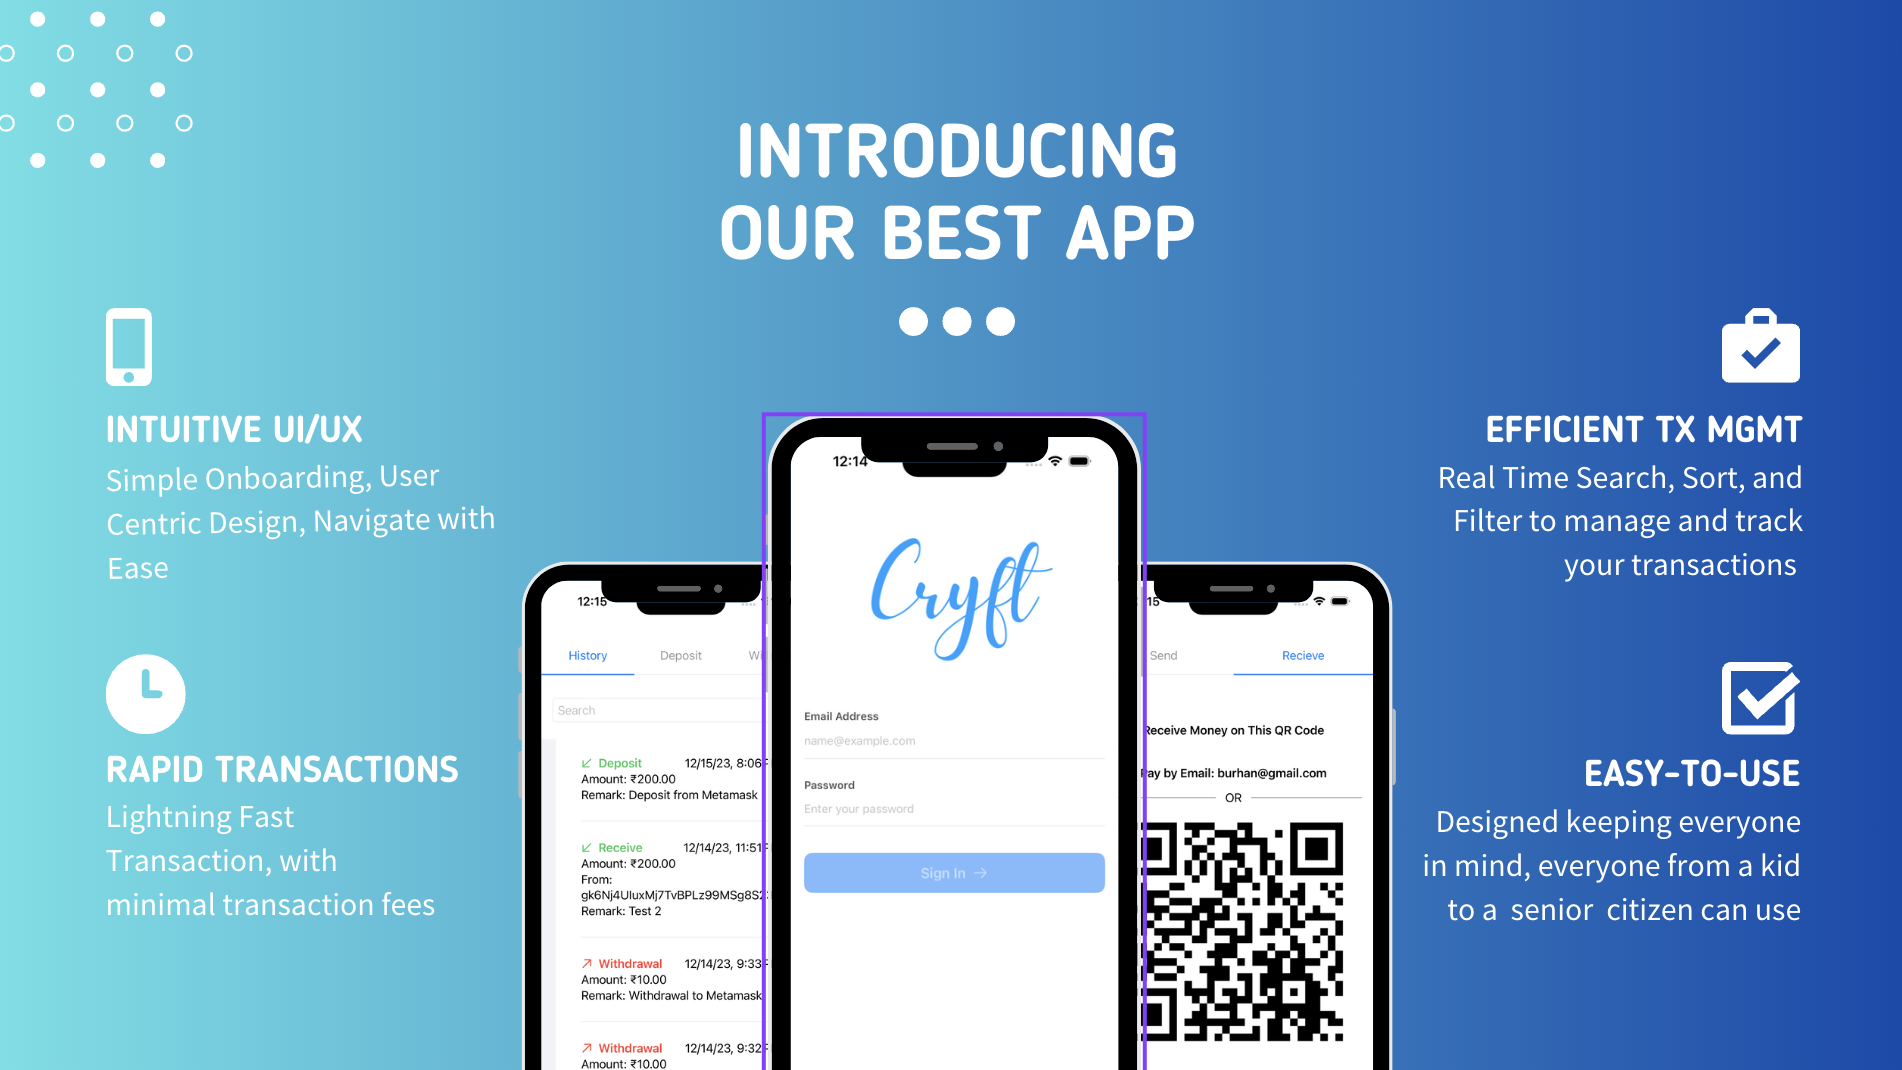 INTRODUCING
OUR BEST APP
INTUITIVE UI/UX
Simple Onboarding, User
Centric Design, Navigate with
Ease
RAPID TRANSACTIONS
Lightning Fast
Transaction, with
minimal transaction fees
12:15
History Deposit
Search
Deposit 12/15/23, 8:06
Amount: ₹200.00
Remark: Deposit from Metamask
Receive 12/14/23, 11:51
Amount: ₹200.00
From:
Remark: Test 2
Withdrawal 12/14/23, 9:33
Amount: ₹10.00
Remark: Withdrawal to Metamask
Withdrawal 12/14/23, 9:32
Amount: ₹10.00
12:14
Cryft
Email Address
name@example.com
Password
Enter your password
Sign In
15
Send Recieve
Receive Money on This QR Code
Pay by Email: burhan@gmail.com
OR
EFFICIENT TX MGMT
Real Time Search, Sort, and
Filter to manage and track
your transactions
EASY-TO-USE
Designed keeping everyone
in mind, everyone from a kid
to a senior citizen can use